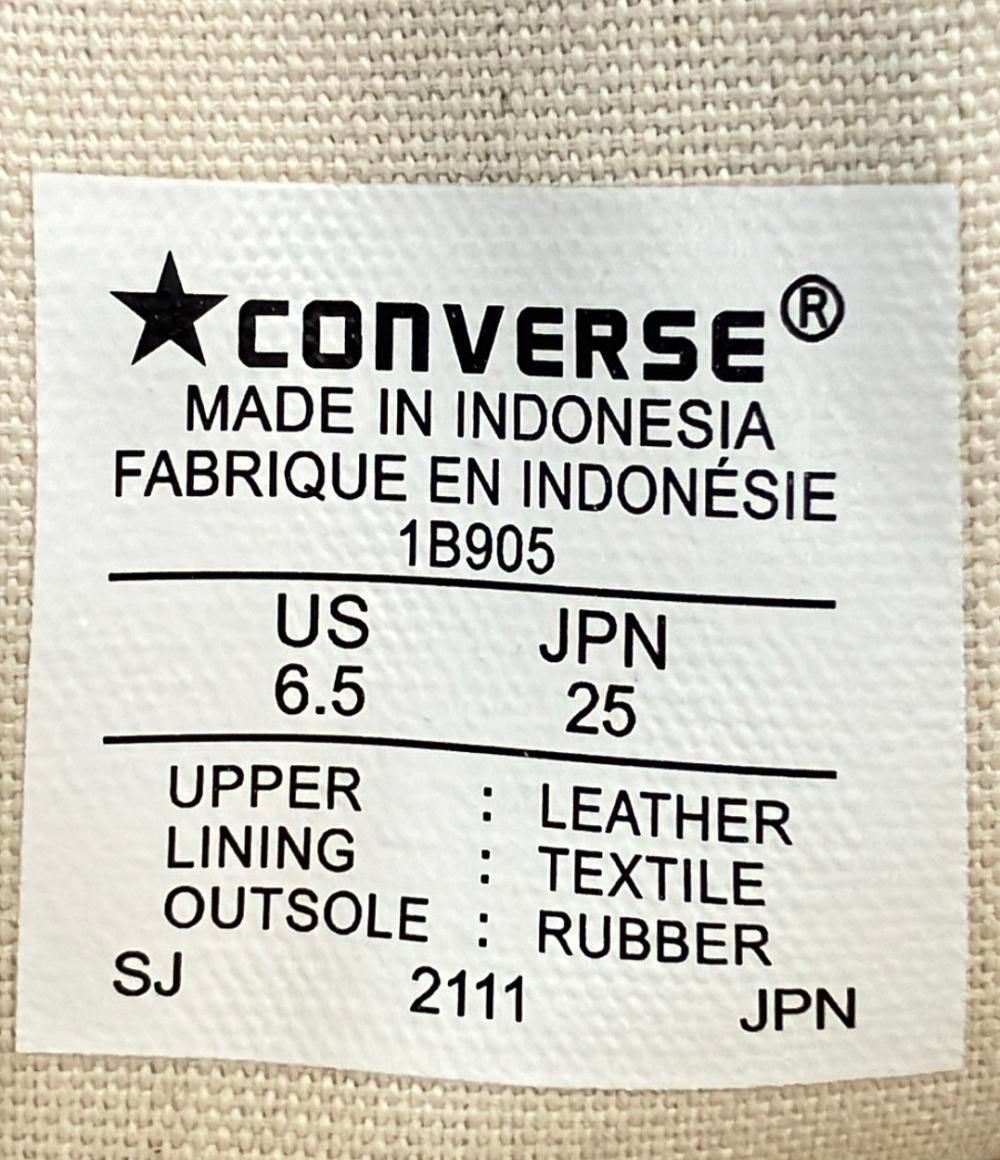 ★CONVERSE®
MADE IN INDONESIA
FABRIQUE EN INDONÉSIE
1B905
US JPN
6.5 25
UPPER : LEATHER
LINING : TEXTILE
OUTSOLE : RUBBER
SJ 2111 JPN